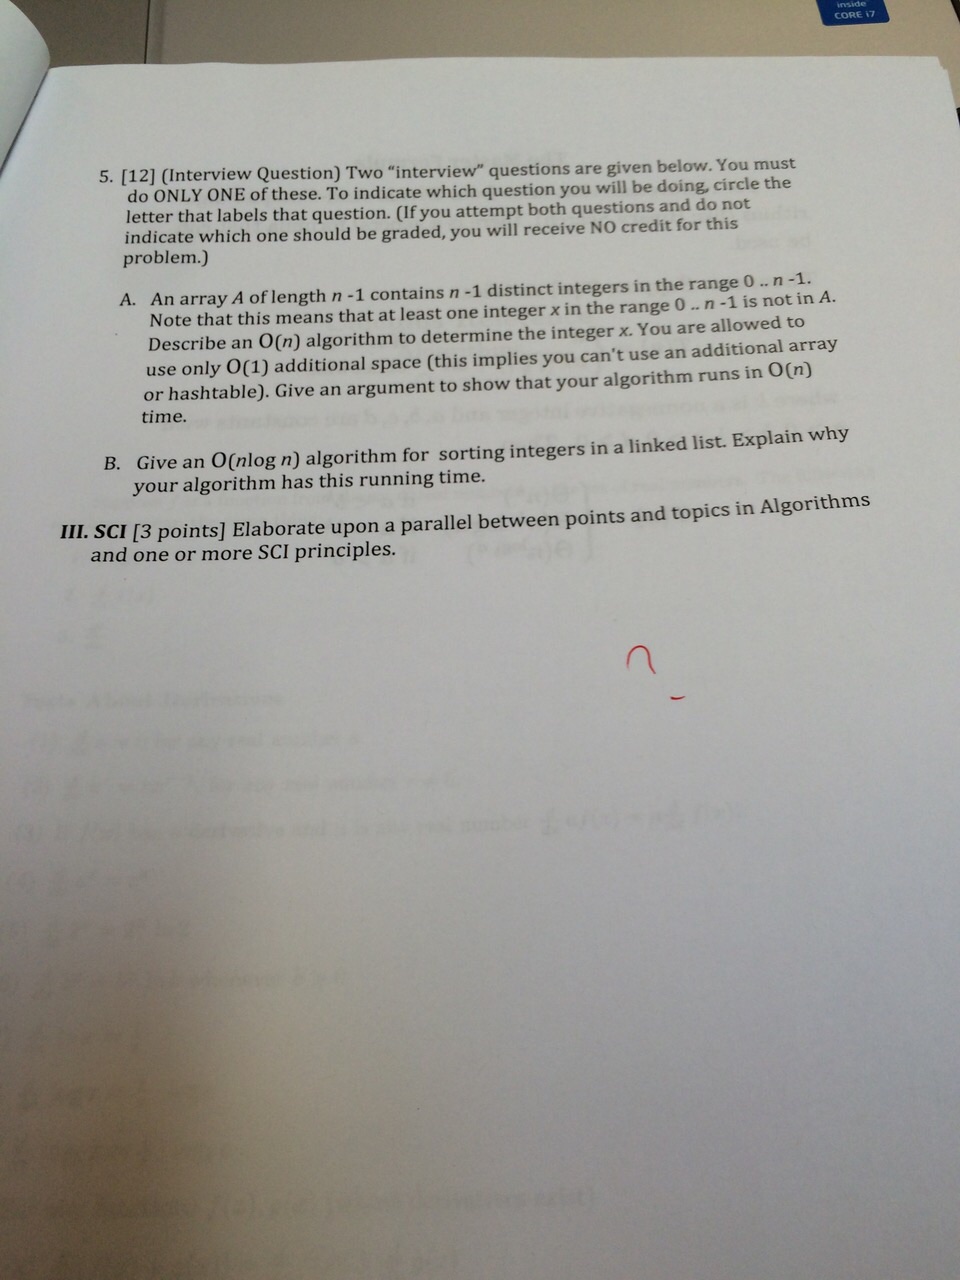 inside
CORE i7
5. [12] (Interview Question) Two “interview” questions are given below. You must
do ONLY ONE of these. To indicate which question you will be doing, circle the
letter that labels that question. (If you attempt both questions and do not
indicate which one should be graded, you will receive NO credit for this
problem.)
A. An array A of length n -1 contains n -1 distinct integers in the range 0 .. n -1.
Note that this means that at least one integer x in the range 0 .. n -1 is not in A.
Describe an O(n) algorithm to determine the integer x. You are allowed to
use only O(1) additional space (this implies you can't use an additional array
or hashtable). Give an argument to show that your algorithm runs in O(n)
time.
B. Give an O(nlog n) algorithm for sorting integers in a linked list. Explain why
your algorithm has this running time.
III. SCI [3 points] Elaborate upon a parallel between points and topics in Algorithms
and one or more SCI principles.